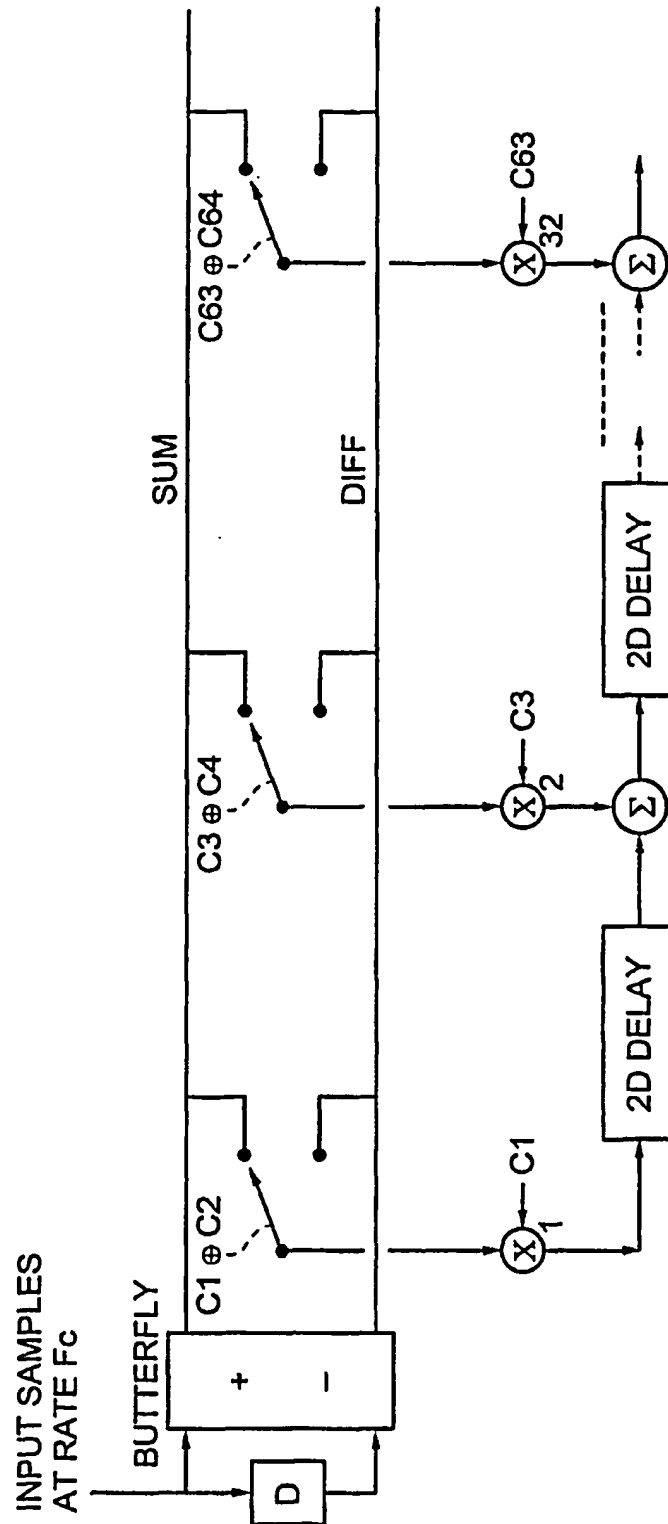 INPUT SAMPLES
AT RATE Fc
BUTTERFLY
D
+
−
SUM
DIFF
C1 ⊕ C2
C3 ⊕ C4
C63 ⊕ C64
X
1
C1
X
2
C3
X
32
C63
2D DELAY
Σ
2D DELAY
Σ